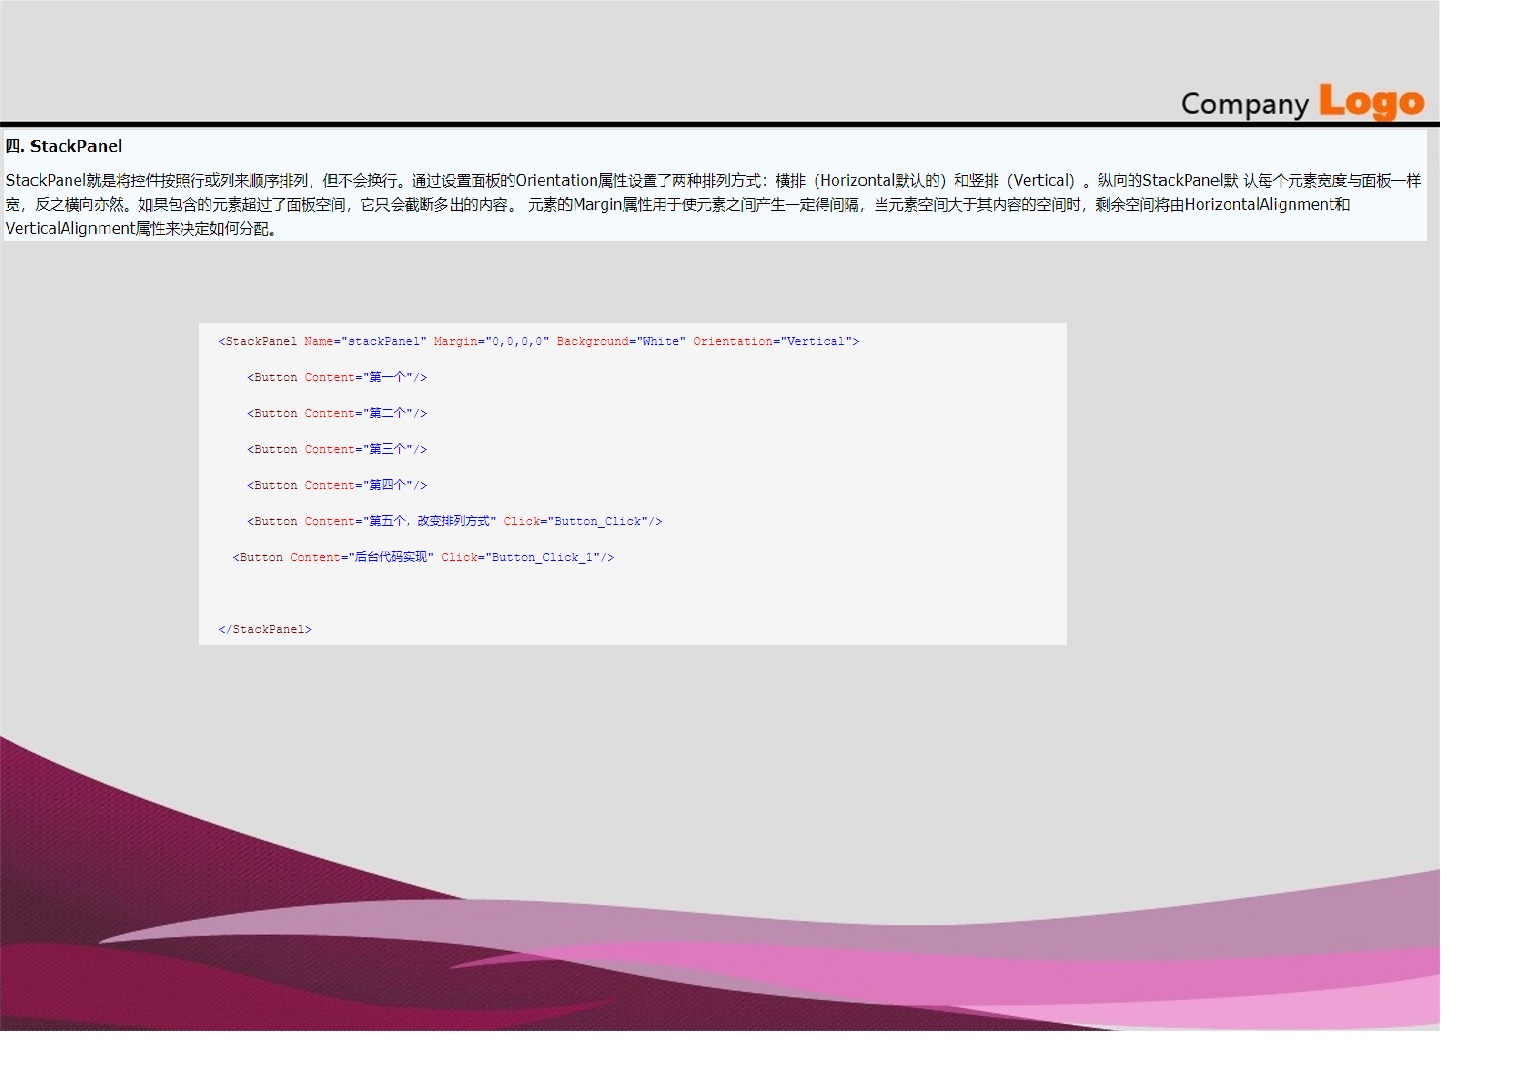 Company Logo
四. StackPanel
StackPanel就是将控件按照行或列来顺序排列，但不会换行。通过设置面板的Orientation属性设置了两种排列方式：横排（Horizontal默认的）和竖排（Vertical）。纵向的StackPanel默 认每个元素宽度与面板一样
宽，反之横向亦然。如果包含的元素超过了面板空间，它只会截断多出的内容。 元素的Margin属性用于使元素之间产生一定得间隔，当元素空间大于其内容的空间时，剩余空间将由HorizontalAlignment和
VerticalAlignment属性来决定如何分配。
<StackPanel Name="stackPanel" Margin="0,0,0,0" Background="White" Orientation="Vertical">
<Button Content="第一个"/>
<Button Content="第二个"/>
<Button Content="第三个"/>
<Button Content="第四个"/>
<Button Content="第五个，改变排列方式" Click="Button_Click"/>
<Button Content="后台代码实现" Click="Button_Click_1"/>
</StackPanel>